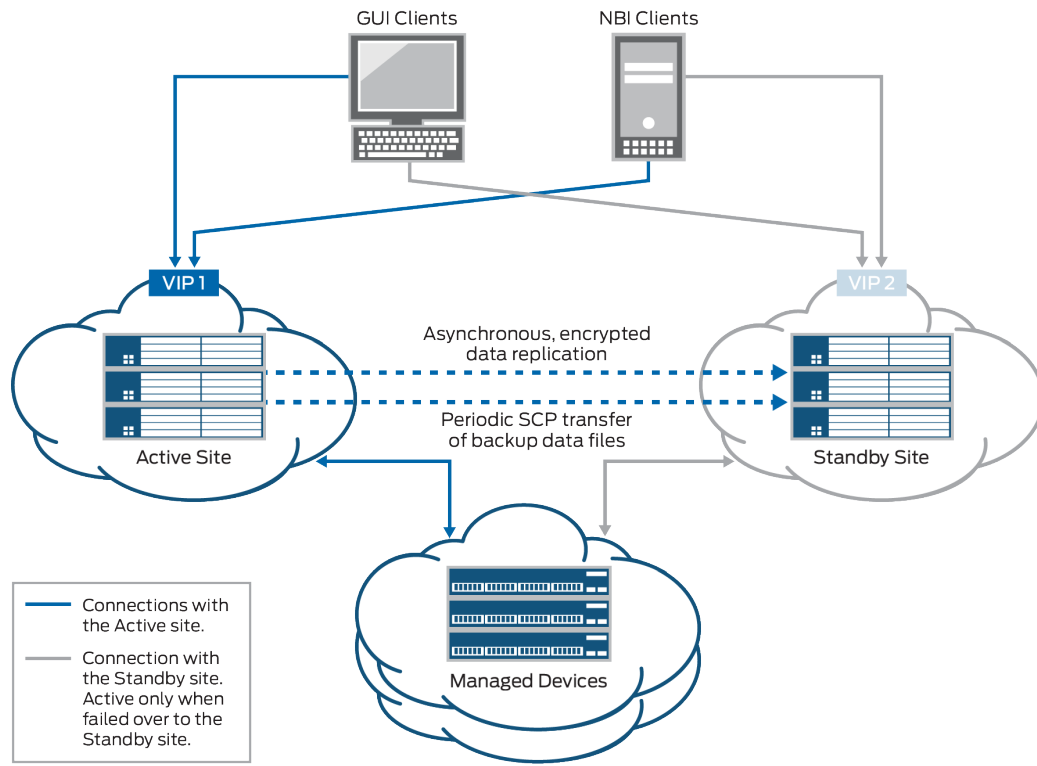 GUI Clients
NBI Clients
VIP 1
VIP 2
Asynchronous, encrypted
data replication
Periodic SCP transfer
of backup data files
Active Site
Standby Site
Managed Devices
Connections with
the Active site.
Connection with
the Standby site.
Active only when
failed over to the
Standby site.